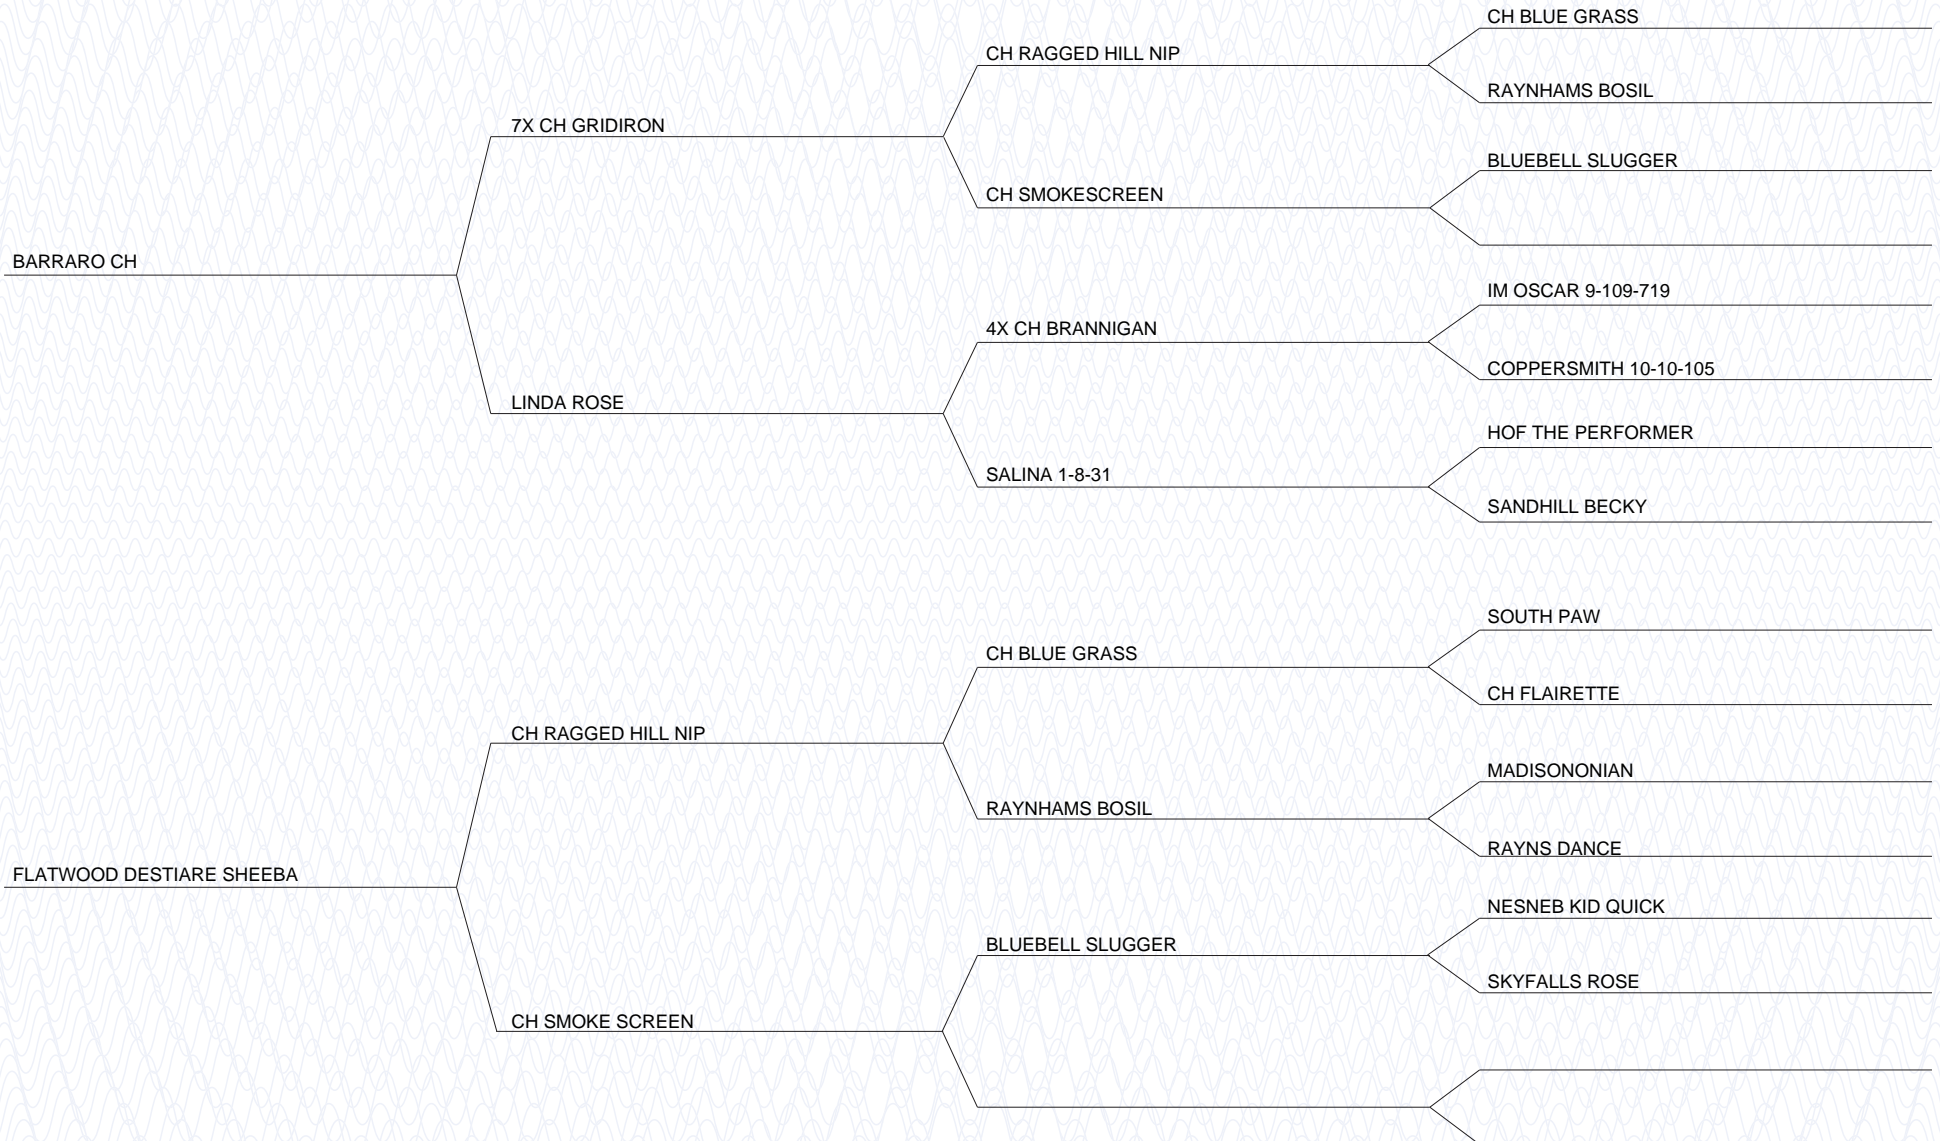 CH BLUE GRASS
CH RAGGED HILL NIP
RAYNHAMS BOSIL
7X CH GRIDIRON
BLUEBELL SLUGGER
CH SMOKESCREEN
BARRARO CH
IM OSCAR 9-109-719
4X CH BRANNIGAN
COPPERSMITH 10-10-105
LINDA ROSE
HOF THE PERFORMER
SALINA 1-8-31
SANDHILL BECKY
SOUTH PAW
CH BLUE GRASS
CH FLAIRETTE
CH RAGGED HILL NIP
MADISONONIAN
RAYNHAMS BOSIL
RAYNS DANCE
FLATWOOD DESTIARE SHEEBA
NESNEB KID QUICK
BLUEBELL SLUGGER
SKYFALLS ROSE
CH SMOKE SCREEN